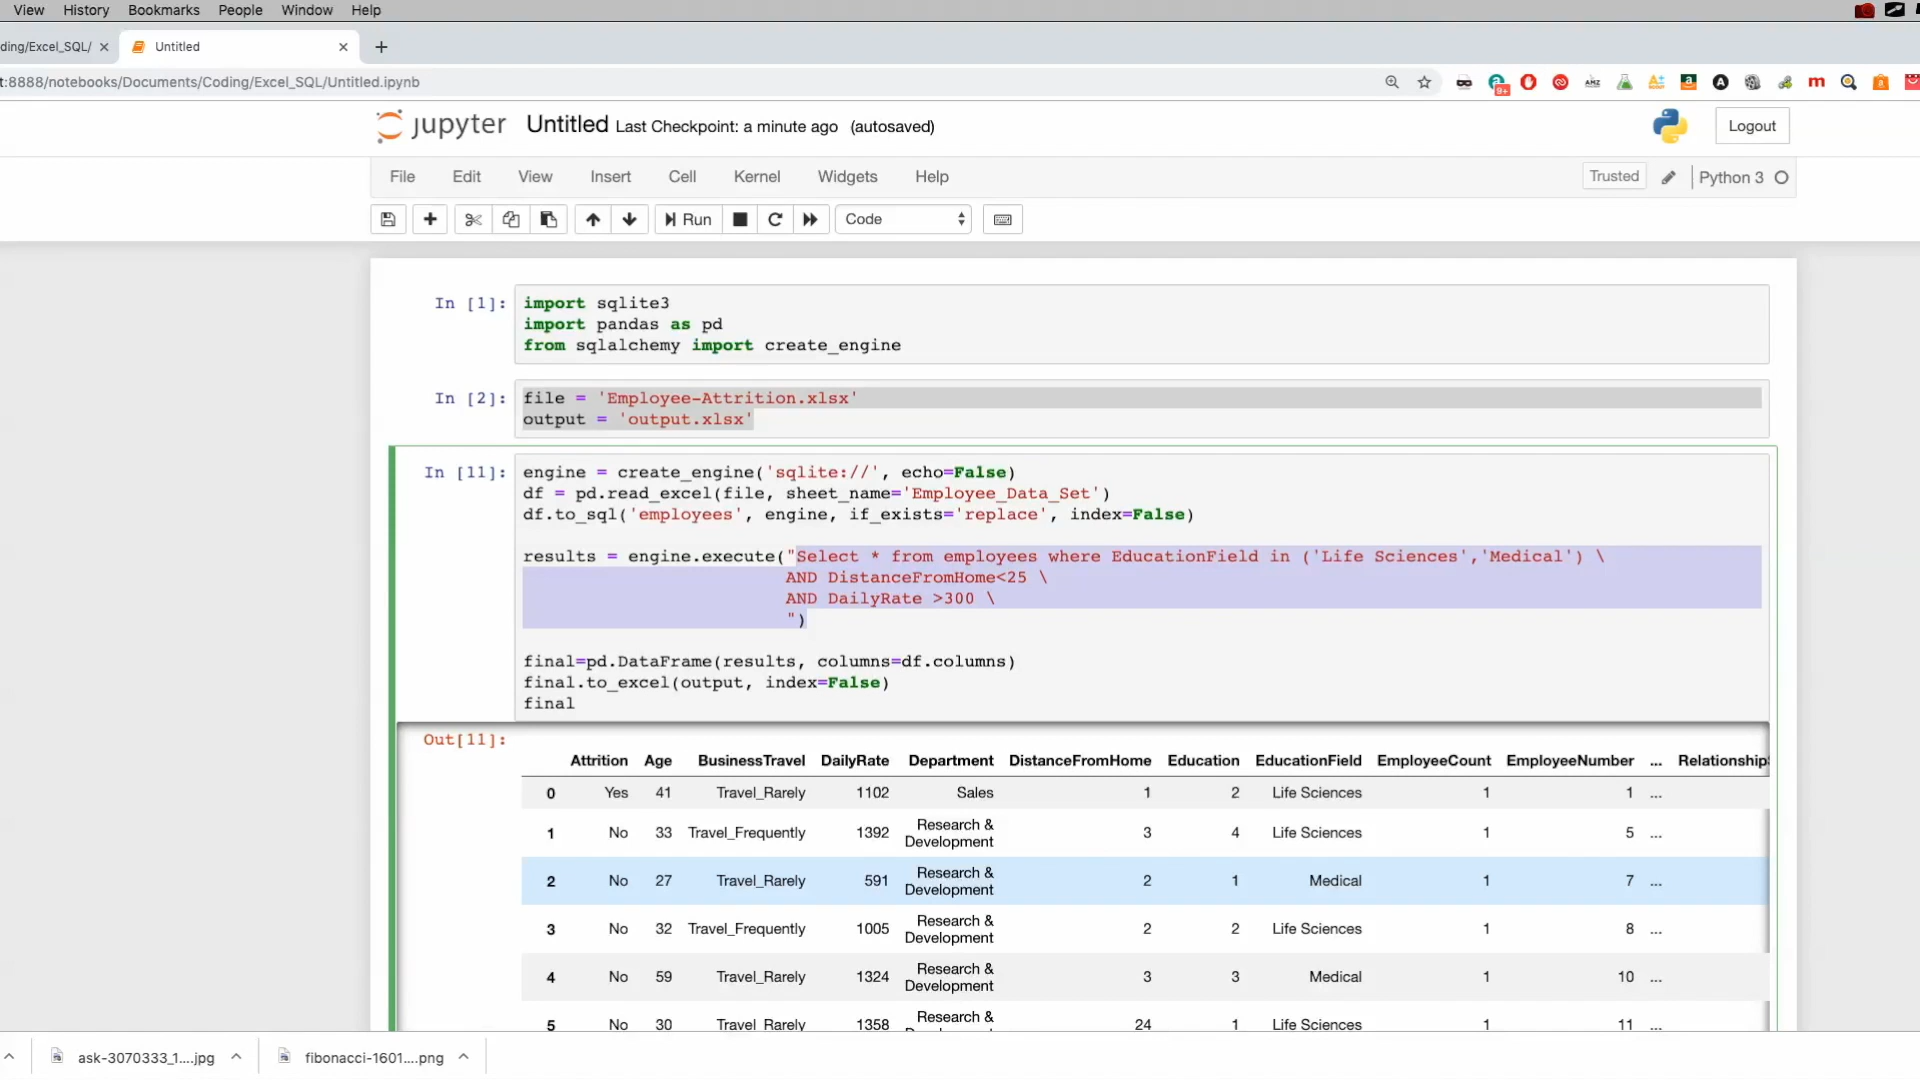 View History Bookmarks People Window Help
ding/Excel_SQL/ Untitled
t:8888/notebooks/Documents/Coding/Excel_SQL/Untitled.ipynb
jupyter Untitled Last Checkpoint: a minute ago (autosaved) Logout
File Edit View Insert Cell Kernel Widgets Help Trusted Python 3
Run Code
In [1]:
import sqlite3
import pandas as pd
from sqlalchemy import create_engine
In [2]:
file = 'Employee-Attrition.xlsx'
output = 'output.xlsx'
In [11]:
engine = create_engine('sqlite://', echo=False)
df = pd.read_excel(file, sheet_name='Employee_Data_Set')
df.to_sql('employees', engine, if_exists='replace', index=False)
results = engine.execute("Select * from employees where EducationField in ('Life Sciences','Medical') \
AND DistanceFromHome<25 \
AND DailyRate >300 \
")
final=pd.DataFrame(results, columns=df.columns)
final.to_excel(output, index=False)
final
Out[11]:
Attrition Age BusinessTravel DailyRate Department DistanceFromHome Education EducationField EmployeeCount EmployeeNumber ... Relationship
0 Yes 41 Travel_Rarely 1102 Sales 1 2 Life Sciences 1 1 ...
1 No 33 Travel_Frequently 1392 Research & Development 3 4 Life Sciences 1 5 ...
2 No 27 Travel_Rarely 591 Research & Development 2 1 Medical 1 7 ...
3 No 32 Travel_Frequently 1005 Research & Development 2 2 Life Sciences 1 8 ...
4 No 59 Travel_Rarely 1324 Research & Development 3 3 Medical 1 10 ...
5 No 30 Travel_Rarely 1358 Research & 24 1 Life Sciences 1 11 ...
ask-3070333_1....jpg fibonacci-1601....png